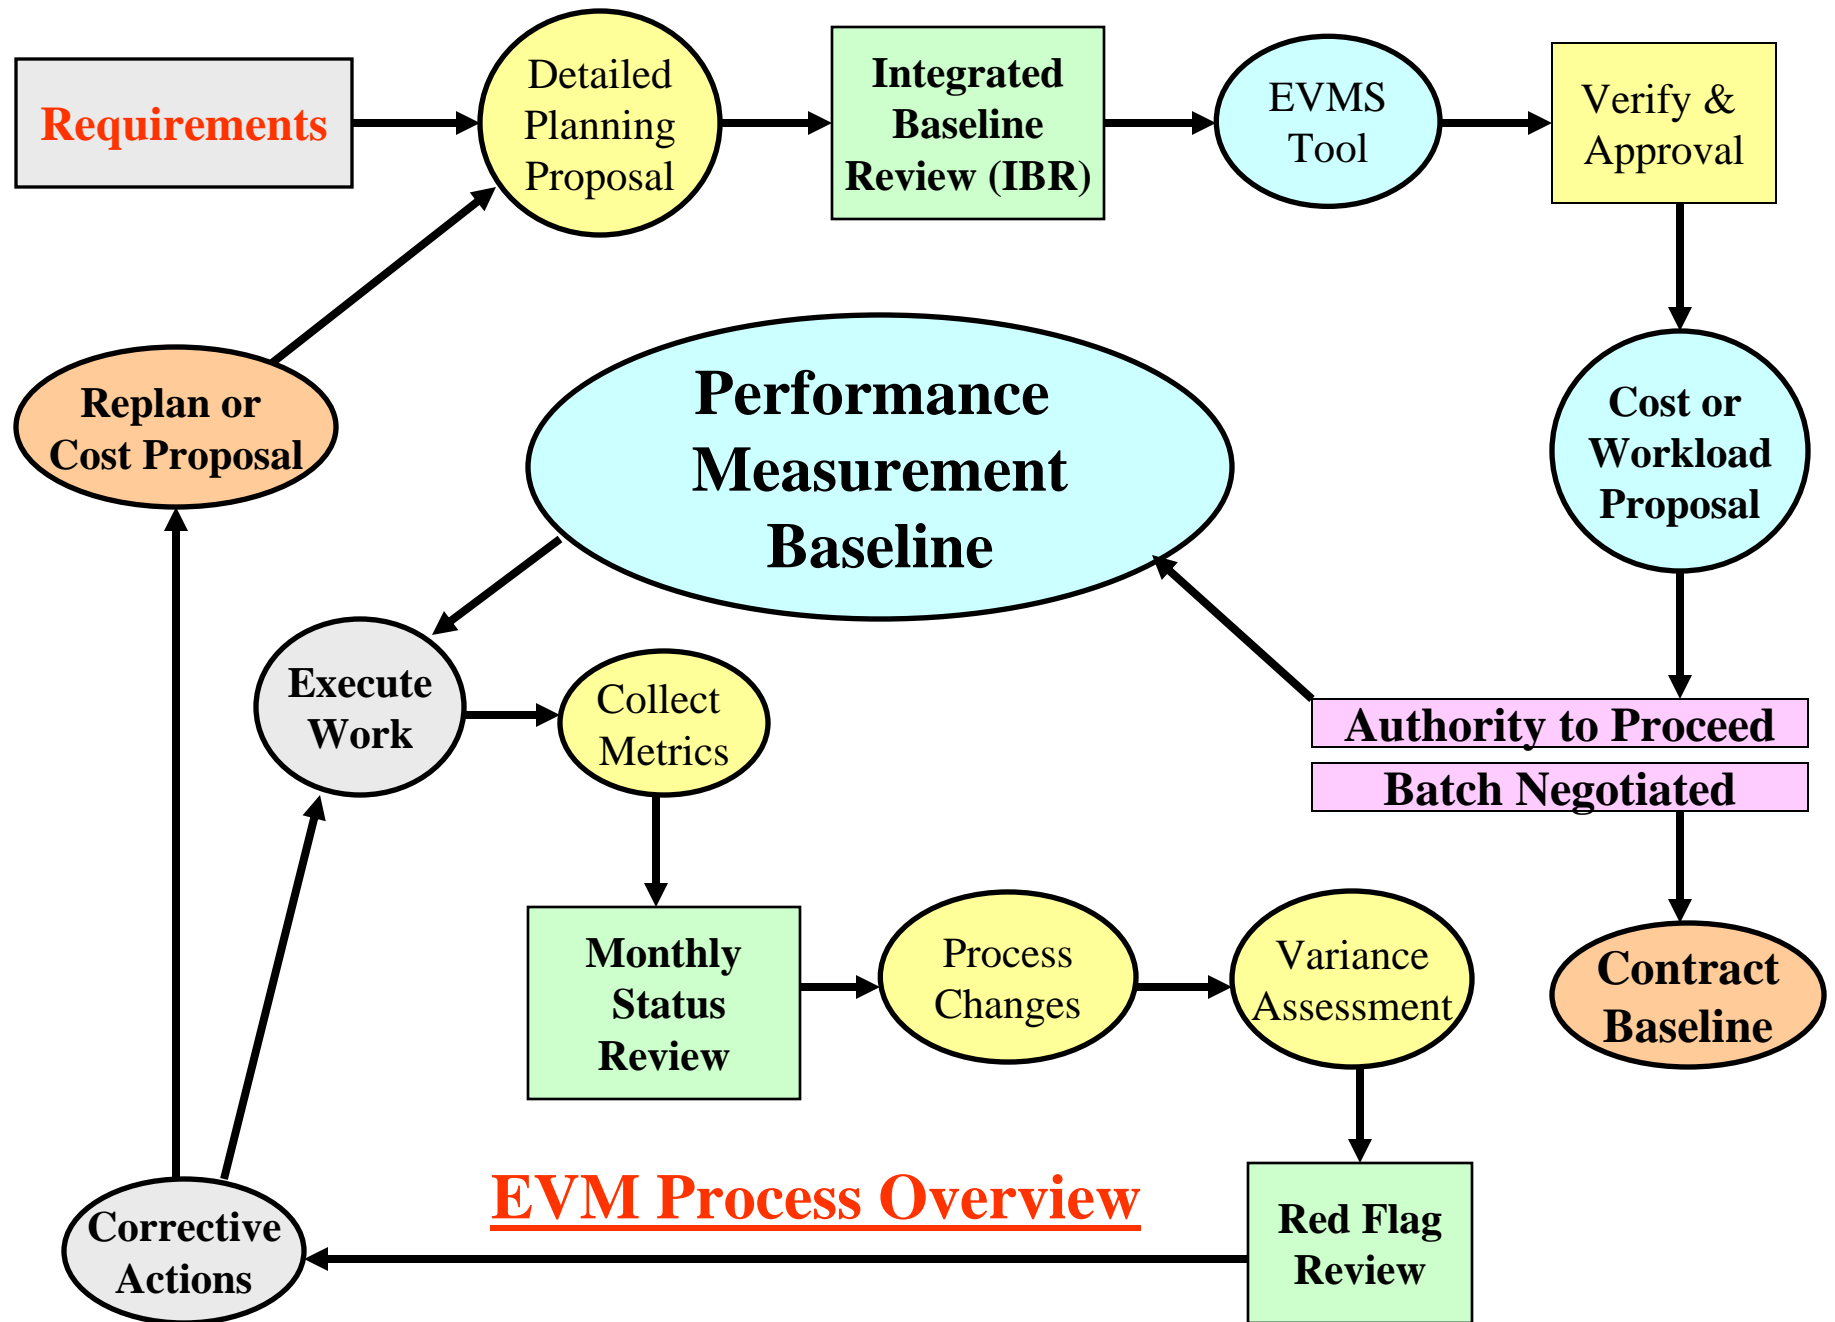 Requirements
Detailed
Planning
Proposal
Integrated
Baseline
Review (IBR)
EVMS
Tool
Verify &
Approval
Replan or
Cost Proposal
Performance
Measurement
Baseline
Cost or
Workload
Proposal
Execute
Work
Collect
Metrics
Authority to Proceed
Batch Negotiated
Monthly
Status
Review
Process
Changes
Variance
Assessment
Contract
Baseline
EVM Process Overview
Red Flag
Review
Corrective
Actions